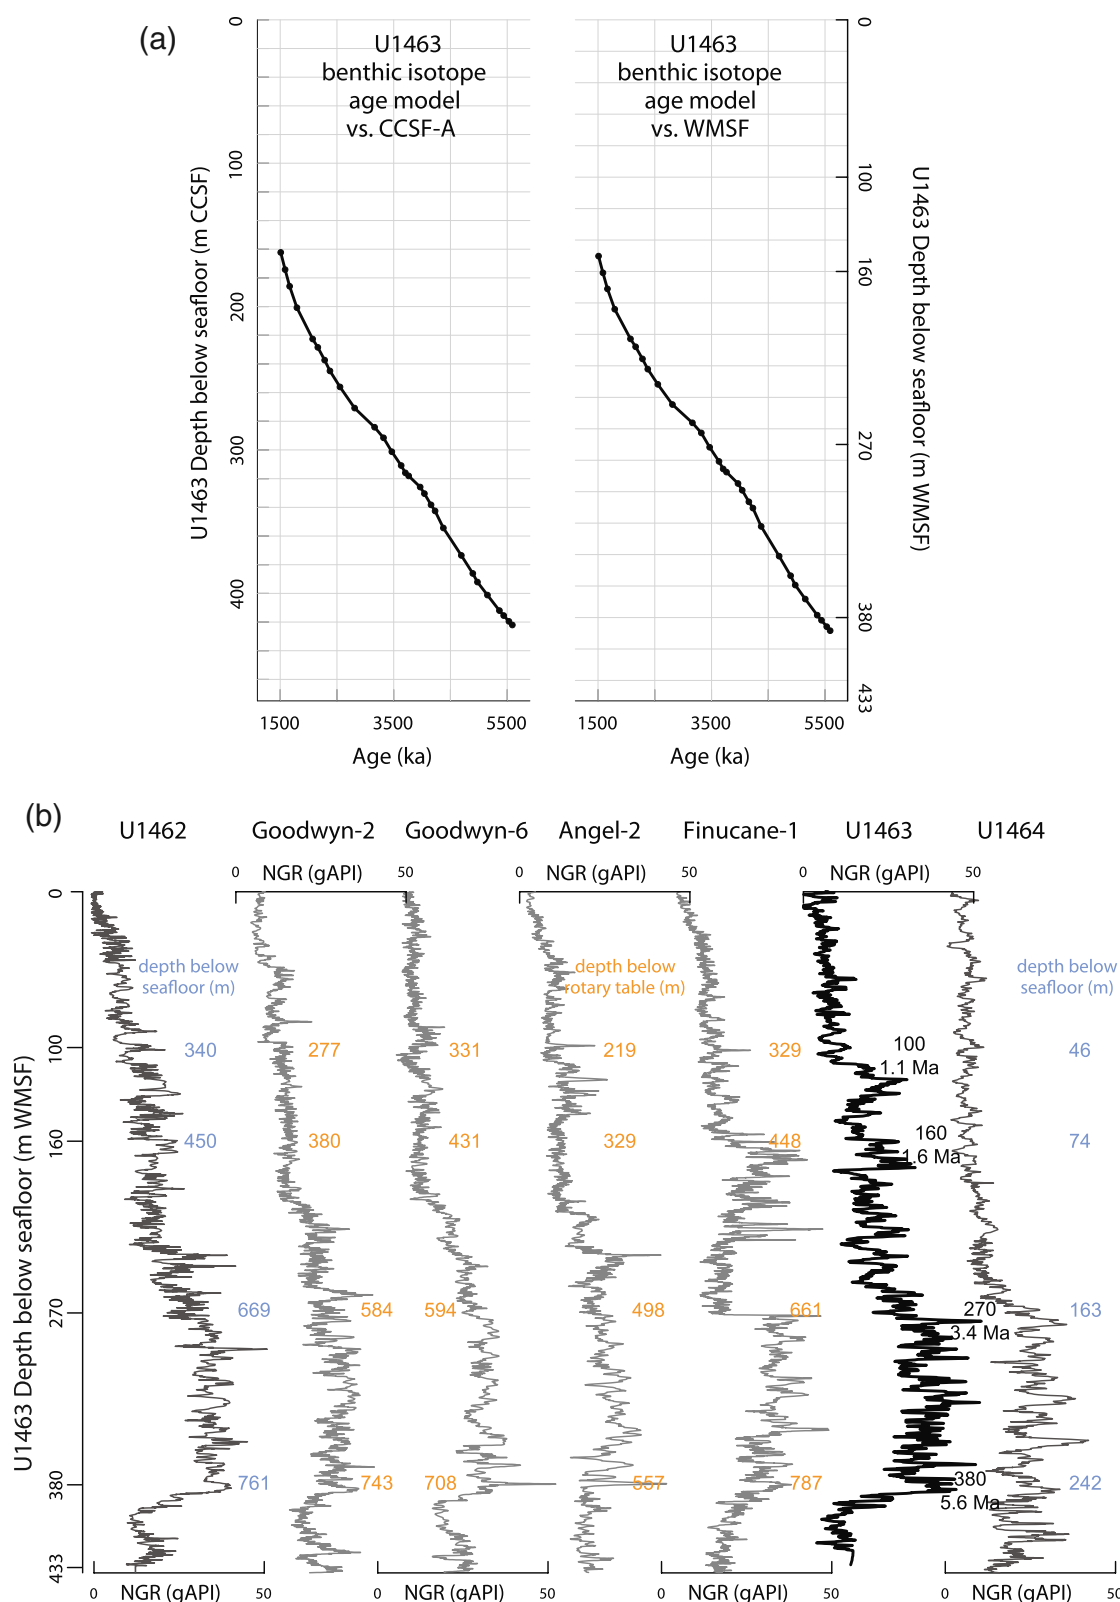 (a)
U1463
benthic isotope
age model
vs. CCSF-A
U1463
benthic isotope
age model
vs. WMSF
U1463 Depth below seafloor (m CCSF)
0
100
200
300
400
0
100
160
270
380
433
U1463 Depth below seafloor (m WMSF)
1500
3500
5500
1500
3500
5500
Age (ka)
Age (ka)
(b)
U1462
Goodwyn-2
Goodwyn-6
Angel-2
Finucane-1
U1463
U1464
0
NGR (gAPI)
50
0
NGR (gAPI)
50
0
NGR (gAPI)
50
U1463 Depth below seafloor (m WMSF)
0
100
160
270
380
433
depth below
seafloor (m)
depth below
rotary table (m)
depth below
seafloor (m)
340
277
331
219
329
100
1.1 Ma
46
450
380
431
329
448
160
1.6 Ma
74
669
584
594
498
661
270
3.4 Ma
163
761
743
708
557
787
380
5.6 Ma
242
0
NGR (gAPI)
50
0
NGR (gAPI)
50
0
NGR (gAPI)
50
0
NGR (gAPI)
50